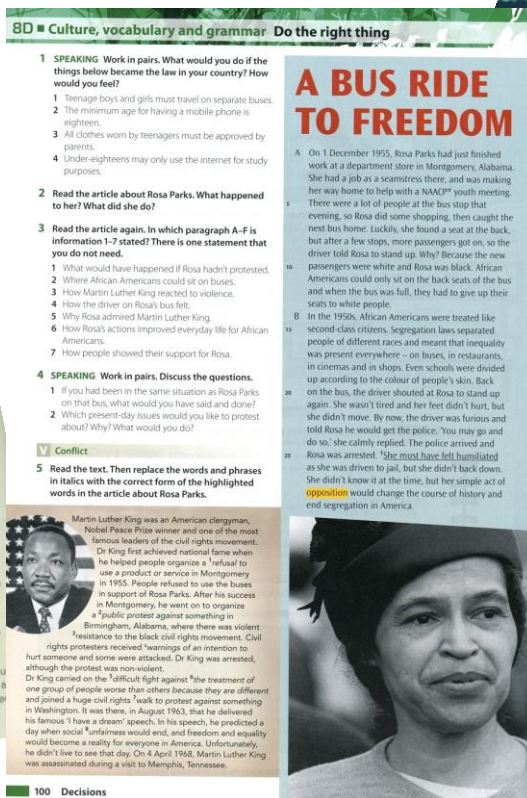 8D ■ Culture, vocabulary and grammar Do the right thing
1 SPEAKING Work in pairs. What would you do if the
things below became the law in your country? How
would you feel?
1 Teenage boys and girls must travel on separate buses.
2 The minimum age for having a mobile phone is
eighteen.
3 All clothes worn by teenagers must be approved by
parents.
4 Under-eighteens may only use the internet for study
purposes.
2 Read the article about Rosa Parks. What happened
to her? What did she do?
3 Read the article again. In which paragraph A–F is
information 1–7 stated? There is one statement that
you do not need.
1 What would have happened if Rosa hadn't protested.
2 Where African Americans could sit on buses.
3 How Martin Luther King reacted to violence.
4 How the driver on Rosa's bus felt.
5 Why Rosa admired Martin Luther King.
6 How Rosa's actions improved everyday life for African
Americans.
7 How people showed their support for Rosa.
4 SPEAKING Work in pairs. Discuss the questions.
1 If you had been in the same situation as Rosa Parks
on that bus, what would you have said and done?
2 Which present-day issues would you like to protest
about? Why? What would you do?
V Conflict
5 Read the text. Then replace the words and phrases
in italics with the correct form of the highlighted
words in the article about Rosa Parks.
Martin Luther King was an American clergyman,
Nobel Peace Prize winner and one of the most
famous leaders of the civil rights movement.
Dr King first achieved national fame when
he helped people organize a ¹refusal to
use a product or service in Montgomery
in 1955. People refused to use the buses
in support of Rosa Parks. After his success
in Montgomery, he went on to organize
a ²public protest against something in
Birmingham, Alabama, where there was violent
³resistance to the black civil rights movement. Civil
rights protesters received ⁴warnings of an intention to
hurt someone and some were attacked. Dr King was arrested,
although the protest was non-violent.
Dr King carried on the ⁵difficult fight against ⁶the treatment of
one group of people worse than others because they are different
and joined a huge civil rights ⁷walk to protest against something
in Washington. It was there, in August 1963, that he delivered
his famous 'I have a dream' speech. In his speech, he predicted a
day when social ⁸unfairness would end, and freedom and equality
would become a reality for everyone in America. Unfortunately,
he didn't live to see that day. On 4 April 1968, Martin Luther King
was assassinated during a visit to Memphis, Tennessee.
100 Decisions
A BUS RIDE
TO FREEDOM
A On 1 December 1955, Rosa Parks had just finished
work at a department store in Montgomery, Alabama.
She had a job as a seamstress there, and was making
her way home to help with a NAACP* youth meeting.
5 There were a lot of people at the bus stop that
evening, so Rosa did some shopping, then caught the
next bus home. Luckily, she found a seat at the back,
but after a few stops, more passengers got on, so the
driver told Rosa to stand up. Why? Because the new
10 passengers were white and Rosa was black. African
Americans could only sit on the back seats of the bus
and when the bus was full, they had to give up their
seats to white people.
B In the 1950s, African Americans were treated like
15 second-class citizens. Segregation laws separated
people of different races and meant that inequality
was present everywhere – on buses, in restaurants,
in cinemas and in shops. Even schools were divided
up according to the colour of people's skin. Back
20 on the bus, the driver shouted at Rosa to stand up
again. She wasn't tired and her feet didn't hurt, but
she didn't move. By now, the driver was furious and
told Rosa he would get the police. 'You may go and
do so,' she calmly replied. The police arrived and
25 Rosa was arrested. ¹She must have felt humiliated
as she was driven to jail, but she didn't back down.
She didn't know it at the time, but her simple act of
opposition would change the course of history and
end segregation in America.